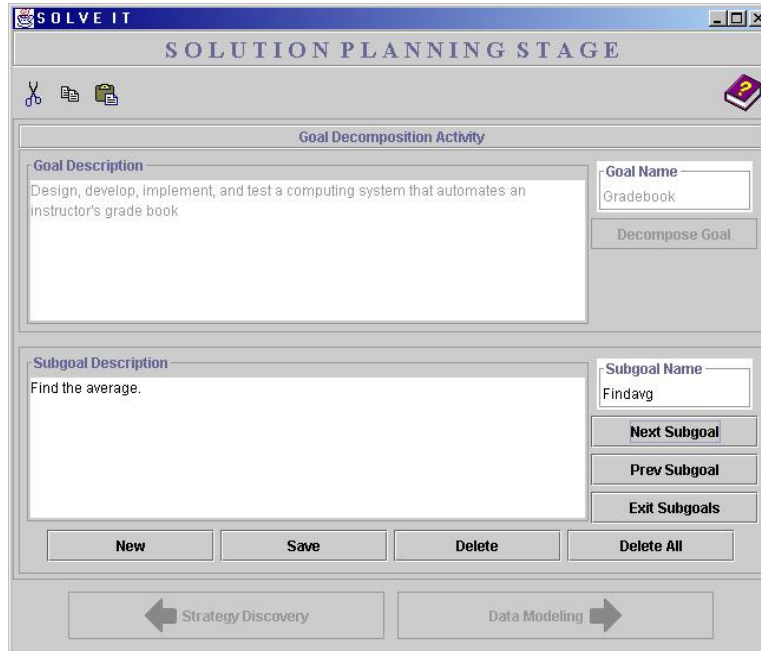 SOLVE IT
SOLUTION PLANNING STAGE
?
Goal Decomposition Activity
Goal Description
Design, develop, implement, and test a computing system that automates an
instructor's grade book
Goal Name
Gradebook
Decompose Goal
Subgoal Description
Find the average.
Subgoal Name
Findavg
Next Subgoal
Prev Subgoal
Exit Subgoals
New Save Delete Delete All
Strategy Discovery Data Modeling